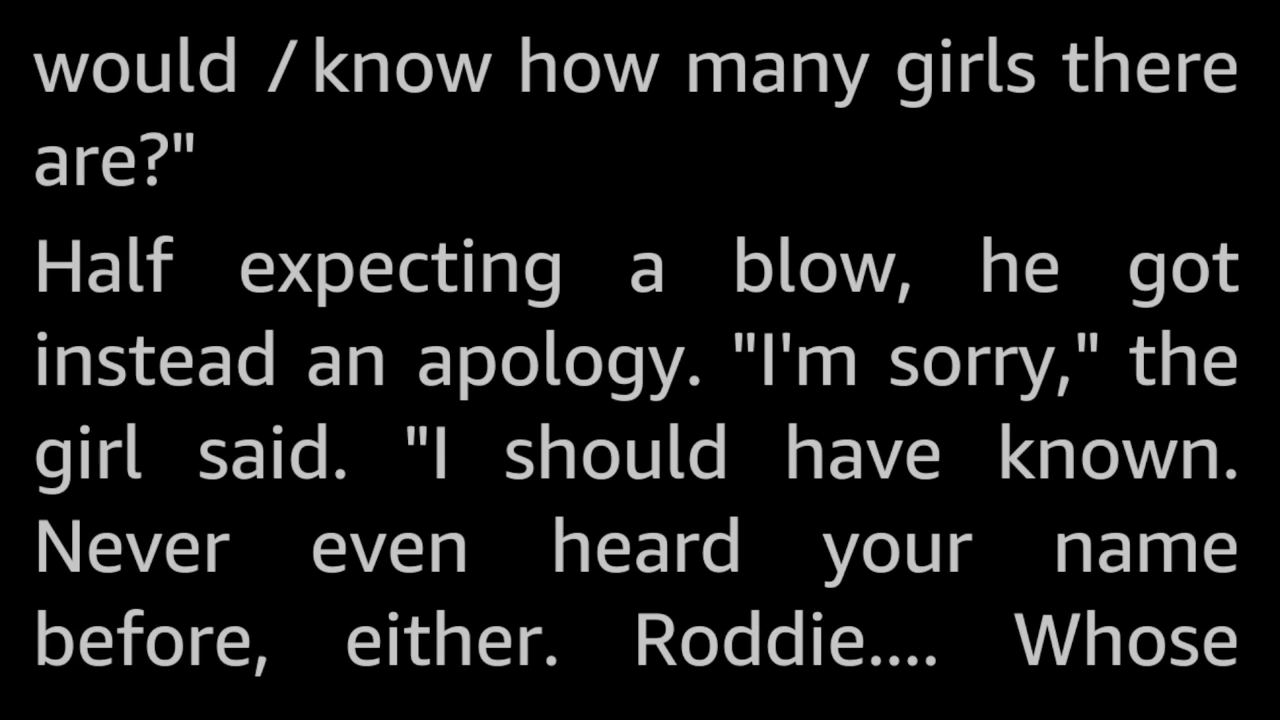 would / know how many girls there
are?"
Half expecting a blow, he got
instead an apology. "I'm sorry," the
girl said. "I should have known.
Never even heard your name
before, either. Roddie.... Whose